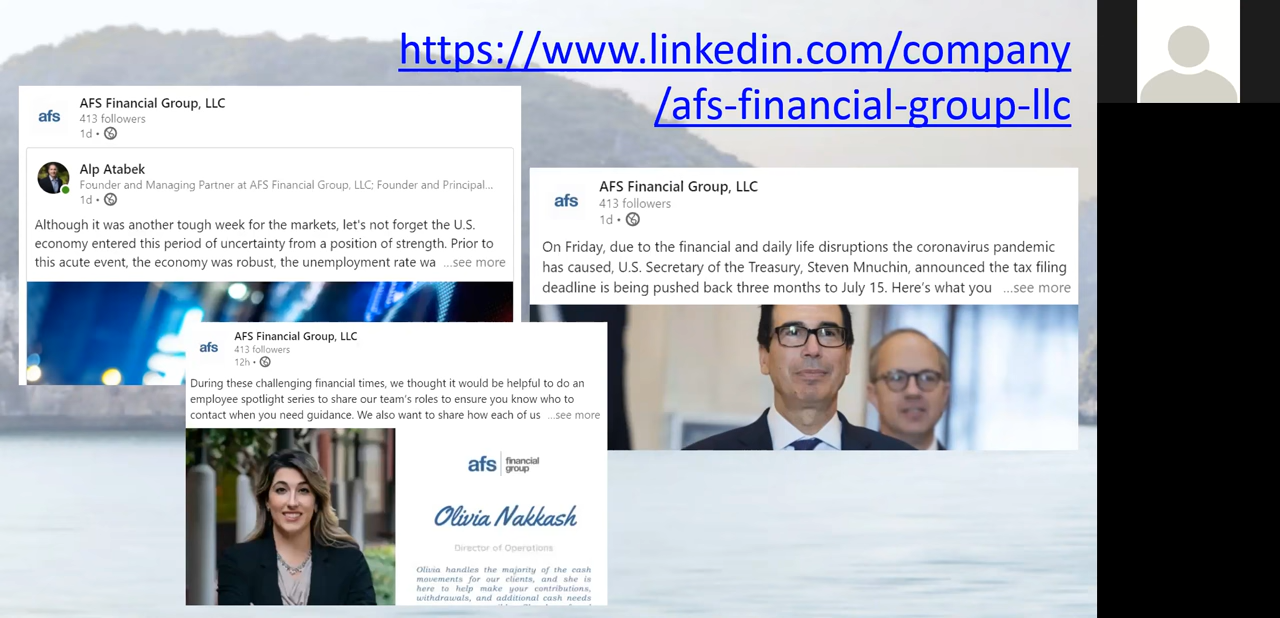 https://www.linkedin.com/company
/afs-financial-group-llc
afs
AFS Financial Group, LLC
413 followers
1d •
Alp Atabek
Founder and Managing Partner at AFS Financial Group, LLC; Founder and Principal...
1d •
Although it was another tough week for the markets, let's not forget the U.S.
economy entered this period of uncertainty from a position of strength. Prior to
this acute event, the economy was robust, the unemployment rate wa ...see more
afs
AFS Financial Group, LLC
413 followers
1d •
On Friday, due to the financial and daily life disruptions the coronavirus pandemic
has caused, U.S. Secretary of the Treasury, Steven Mnuchin, announced the tax filing
deadline is being pushed back three months to July 15. Here's what you ...see more
afs
AFS Financial Group, LLC
413 followers
12h •
During these challenging financial times, we thought it would be helpful to do an
employee spotlight series to share our team's roles to ensure you know who to
contact when you need guidance. We also want to share how each of us ...see more
afs financial
group
Olivia Nakkash
Director of Operations
Olivia handles the majority of the cash
movements for our clients, and she is
here to help make your contributions,
withdrawals, and additional cash needs